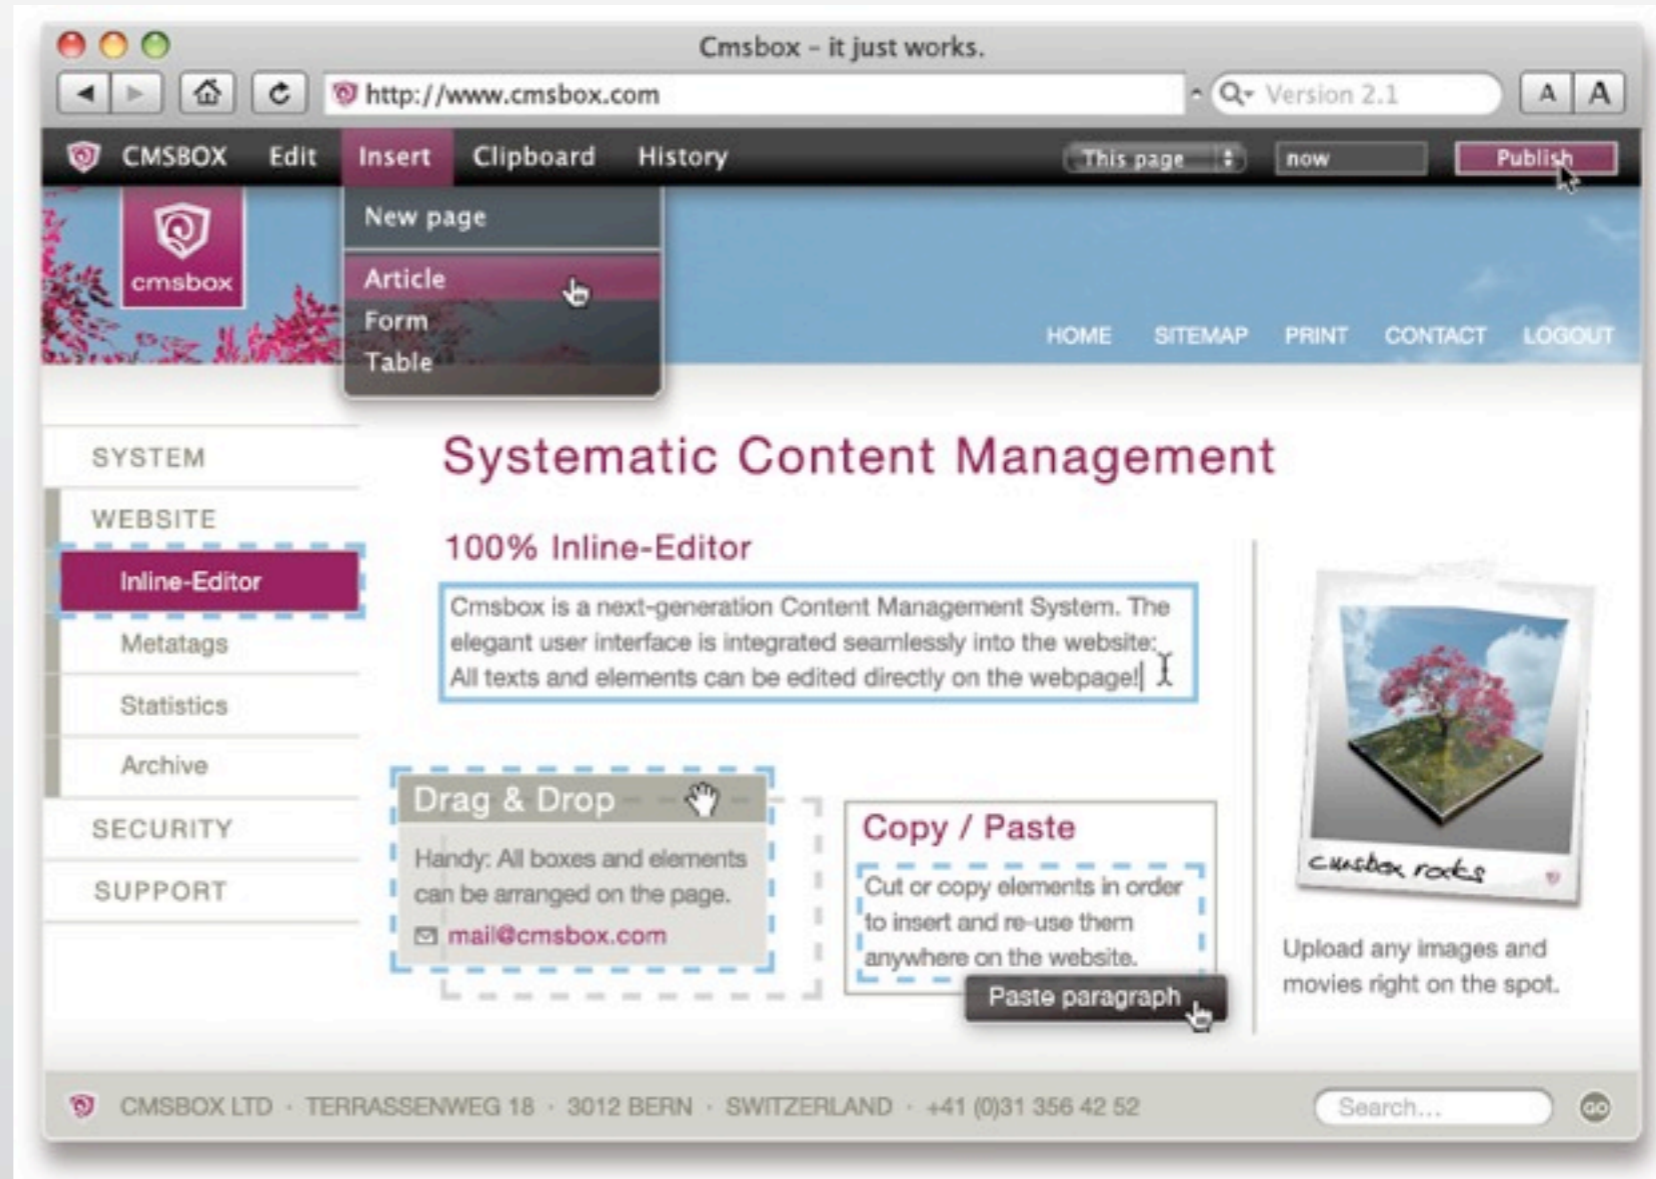 Cmsbox – it just works.
http://www.cmsbox.com
Version 2.1
A A
CMSBOX Edit Insert Clipboard History This page now Publish
cmsbox
New page
Article
Form
Table
HOME SITEMAP PRINT CONTACT LOGOUT
SYSTEM
WEBSITE
Inline-Editor
Metatags
Statistics
Archive
SECURITY
SUPPORT
Systematic Content Management
100% Inline-Editor
Cmsbox is a next-generation Content Management System. The
elegant user interface is integrated seamlessly into the website:
All texts and elements can be edited directly on the webpage!
Drag & Drop
Handy: All boxes and elements
can be arranged on the page.
mail@cmsbox.com
Copy / Paste
Cut or copy elements in order
to insert and re-use them
anywhere on the website.
Paste paragraph
cmsbox rocks
Upload any images and
movies right on the spot.
CMSBOX LTD · TERRASSENWEG 18 · 3012 BERN · SWITZERLAND · +41 (0)31 356 42 52
Search...
GO